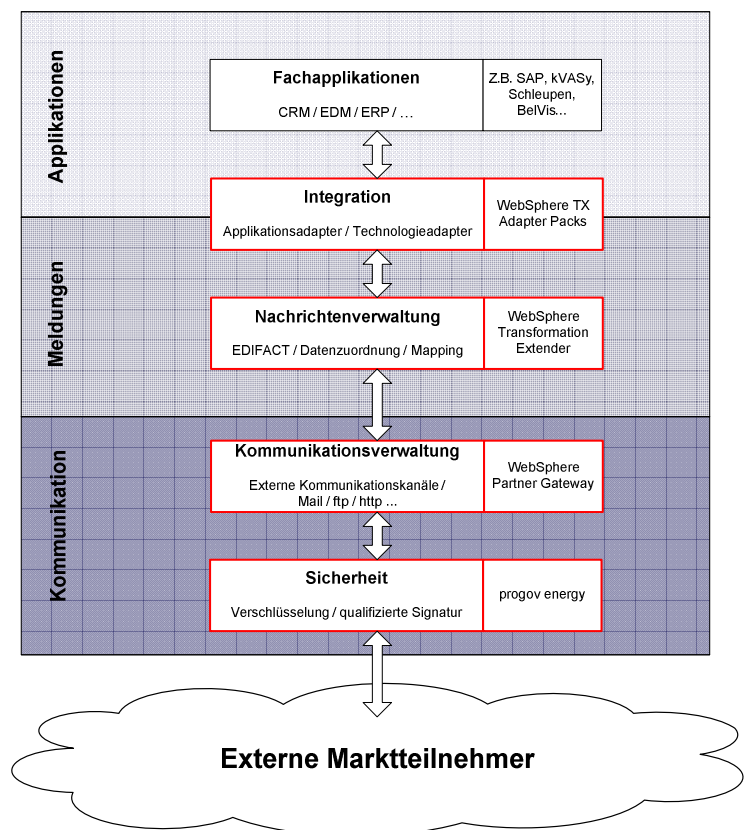 Applikationen
Fachapplikationen
CRM / EDM / ERP / ...
Z.B. SAP, kVASy,
Schleupen,
BelVis...
Integration
Applikationsadapter / Technologieadapter
WebSphere TX
Adapter Packs
Meldungen
Nachrichtenverwaltung
EDIFACT / Datenzuordnung / Mapping
WebSphere
Transformation
Extender
Kommunikation
Kommunikationsverwaltung
Externe Kommunikationskanäle /
Mail / ftp / http ...
WebSphere
Partner Gateway
Sicherheit
Verschlüsselung / qualifizierte Signatur
progov energy
Externe Marktteilnehmer